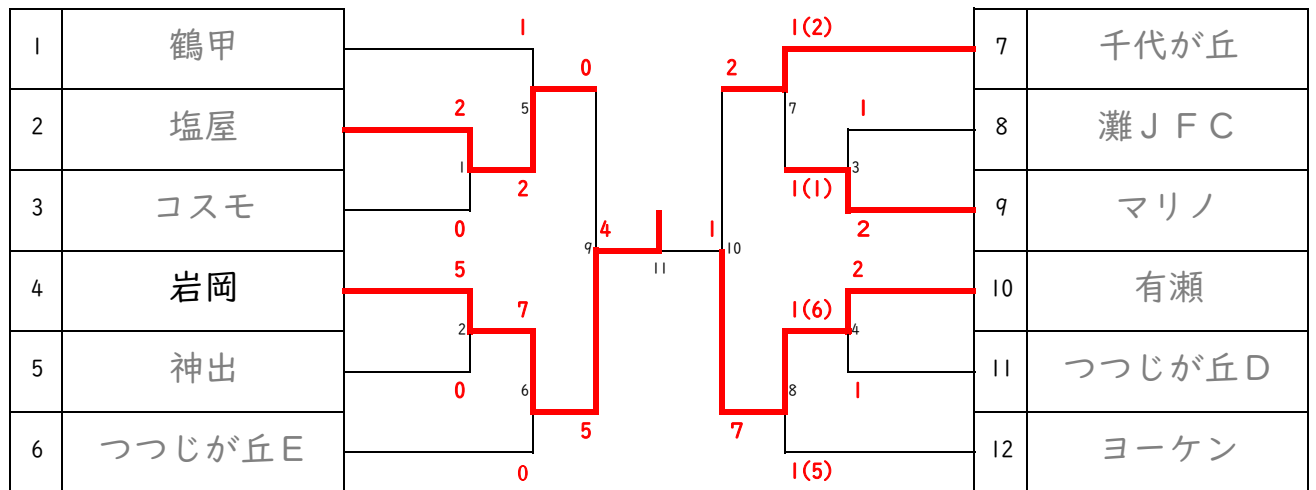 1 鶴甲 1 1(2) 7 千代が丘
0 2
2 塩屋 2 5 7 1 8 灘JFC
1 3
3 コスモ 0 2 1(1) 2 9 マリノ
9 4 11 1 10
4 岩岡 5 7 1(6) 2 10 有瀬
2 4
5 神出 0 6 8 1 11 つつじが丘D
5 7
6 つつじが丘E 0 1(5) 12 ヨーケン